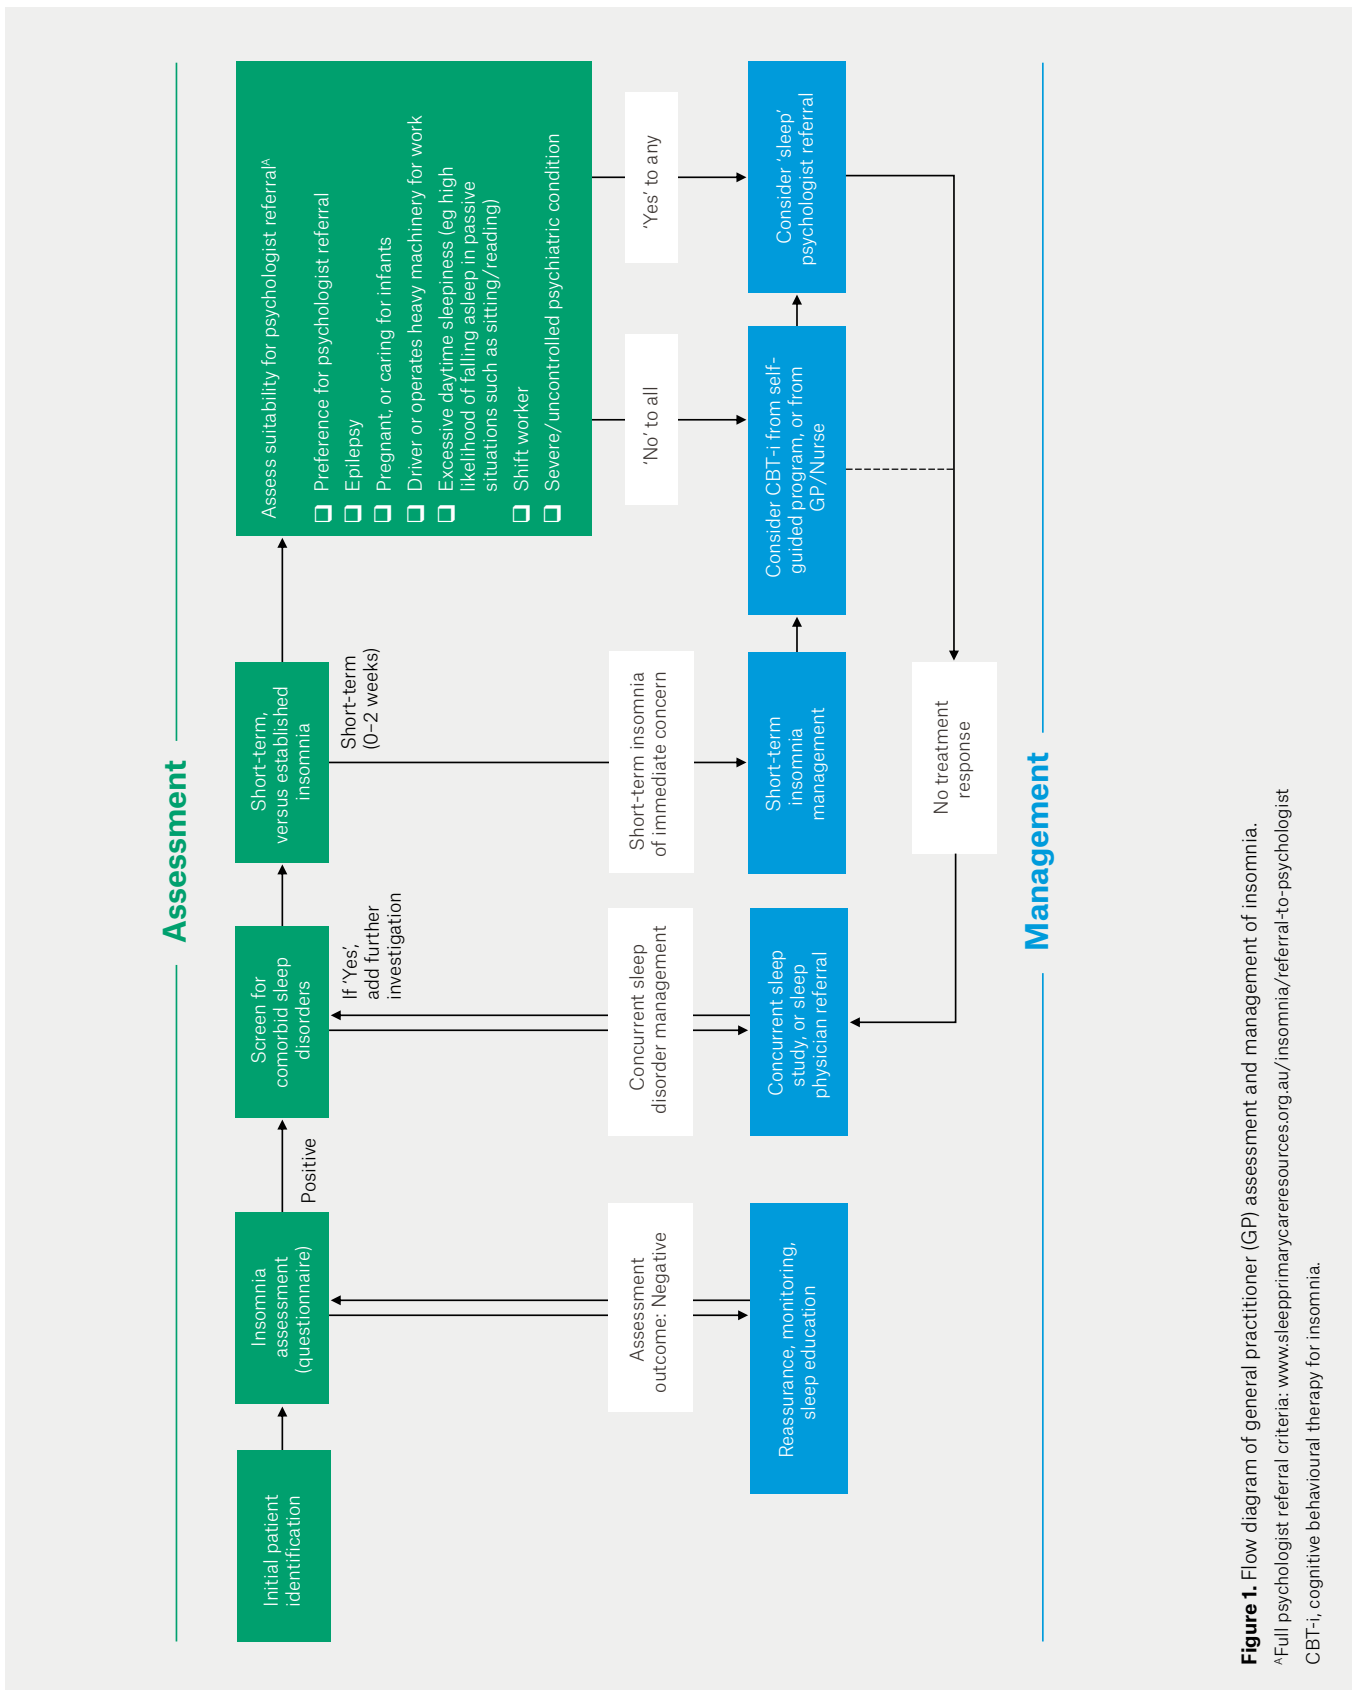 Assessment
Initial patient
identification
Insomnia
assessment
(questionnaire)
Positive
Screen for
comorbid sleep
disorders
If ‘Yes’,
add further
investigation
Short-term,
versus established
insomnia
Short-term
(0–2 weeks)
Assess suitability for psychologist referralᴬ
❑ Preference for psychologist referral
❑ Epilepsy
❑ Pregnant, or caring for infants
❑ Driver or operates heavy machinery for work
❑ Excessive daytime sleepiness (eg high
likelihood of falling asleep in passive
situations such as sitting/reading)
❑ Shift worker
❑ Severe/uncontrolled psychiatric condition
Assessment
outcome: Negative
Concurrent sleep
disorder management
Short-term insomnia
of immediate concern
‘No’ to all
‘Yes’ to any
Reassurance, monitoring,
sleep education
Concurrent sleep
study, or sleep
physician referral
Short-term
insomnia
management
Consider CBT-i from self-
guided program, or from
GP/Nurse
Consider ‘sleep’
psychologist referral
No treatment
response
Management
Figure 1. Flow diagram of general practitioner (GP) assessment and management of insomnia.
ᴬFull psychologist referral criteria: www.sleepprimarycareresources.org.au/insomnia/referral-to-psychologist
CBT-i, cognitive behavioural therapy for insomnia.